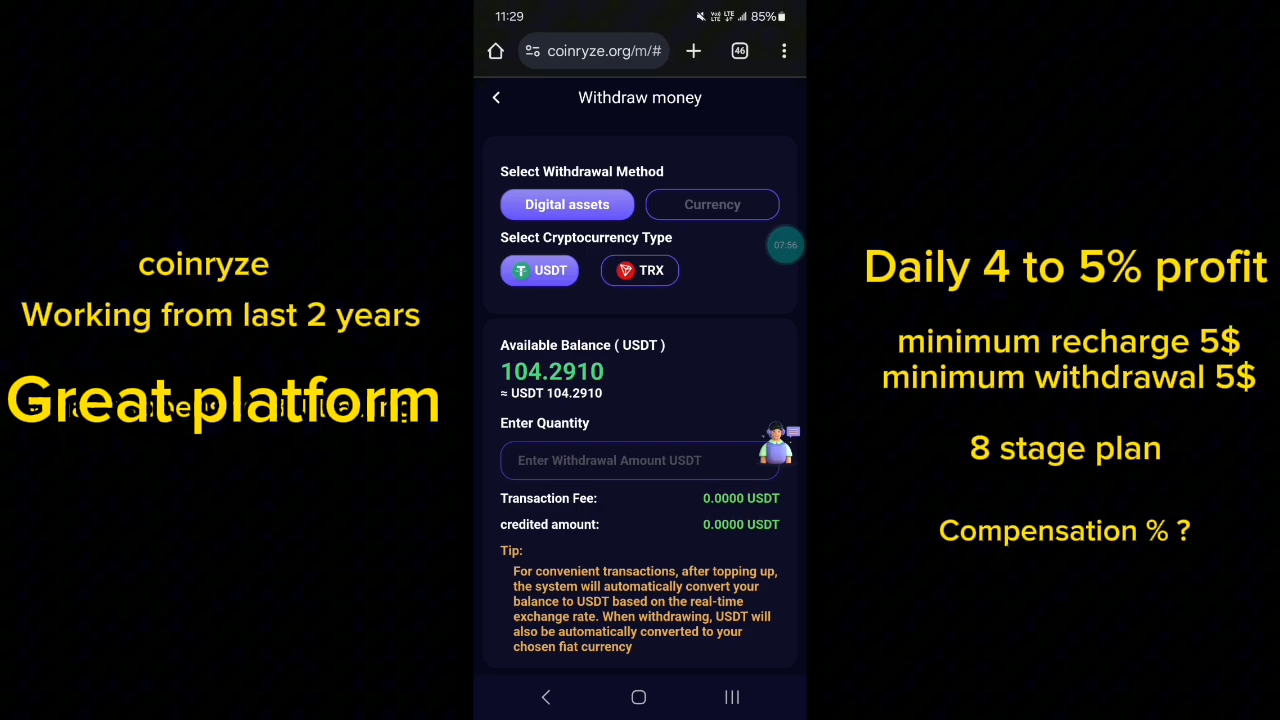 11:29
85%
coinryze.org/m/#
46
Withdraw money
Select Withdrawal Method
Digital assets
Currency
Select Cryptocurrency Type
07:56
USDT
TRX
Available Balance ( USDT )
104.2910
≈ USDT 104.2910
Enter Quantity
Enter Withdrawal Amount USDT
Transaction Fee:
0.0000 USDT
credited amount:
0.0000 USDT
Tip:
For convenient transactions, after topping up,
the system will automatically convert your
balance to USDT based on the real-time
exchange rate. When withdrawing, USDT will
also be automatically converted to your
chosen fiat currency
coinryze
Working from last 2 years
Great platform
Daily 4 to 5% profit
minimum recharge 5$
minimum withdrawal 5$
8 stage plan
Compensation % ?